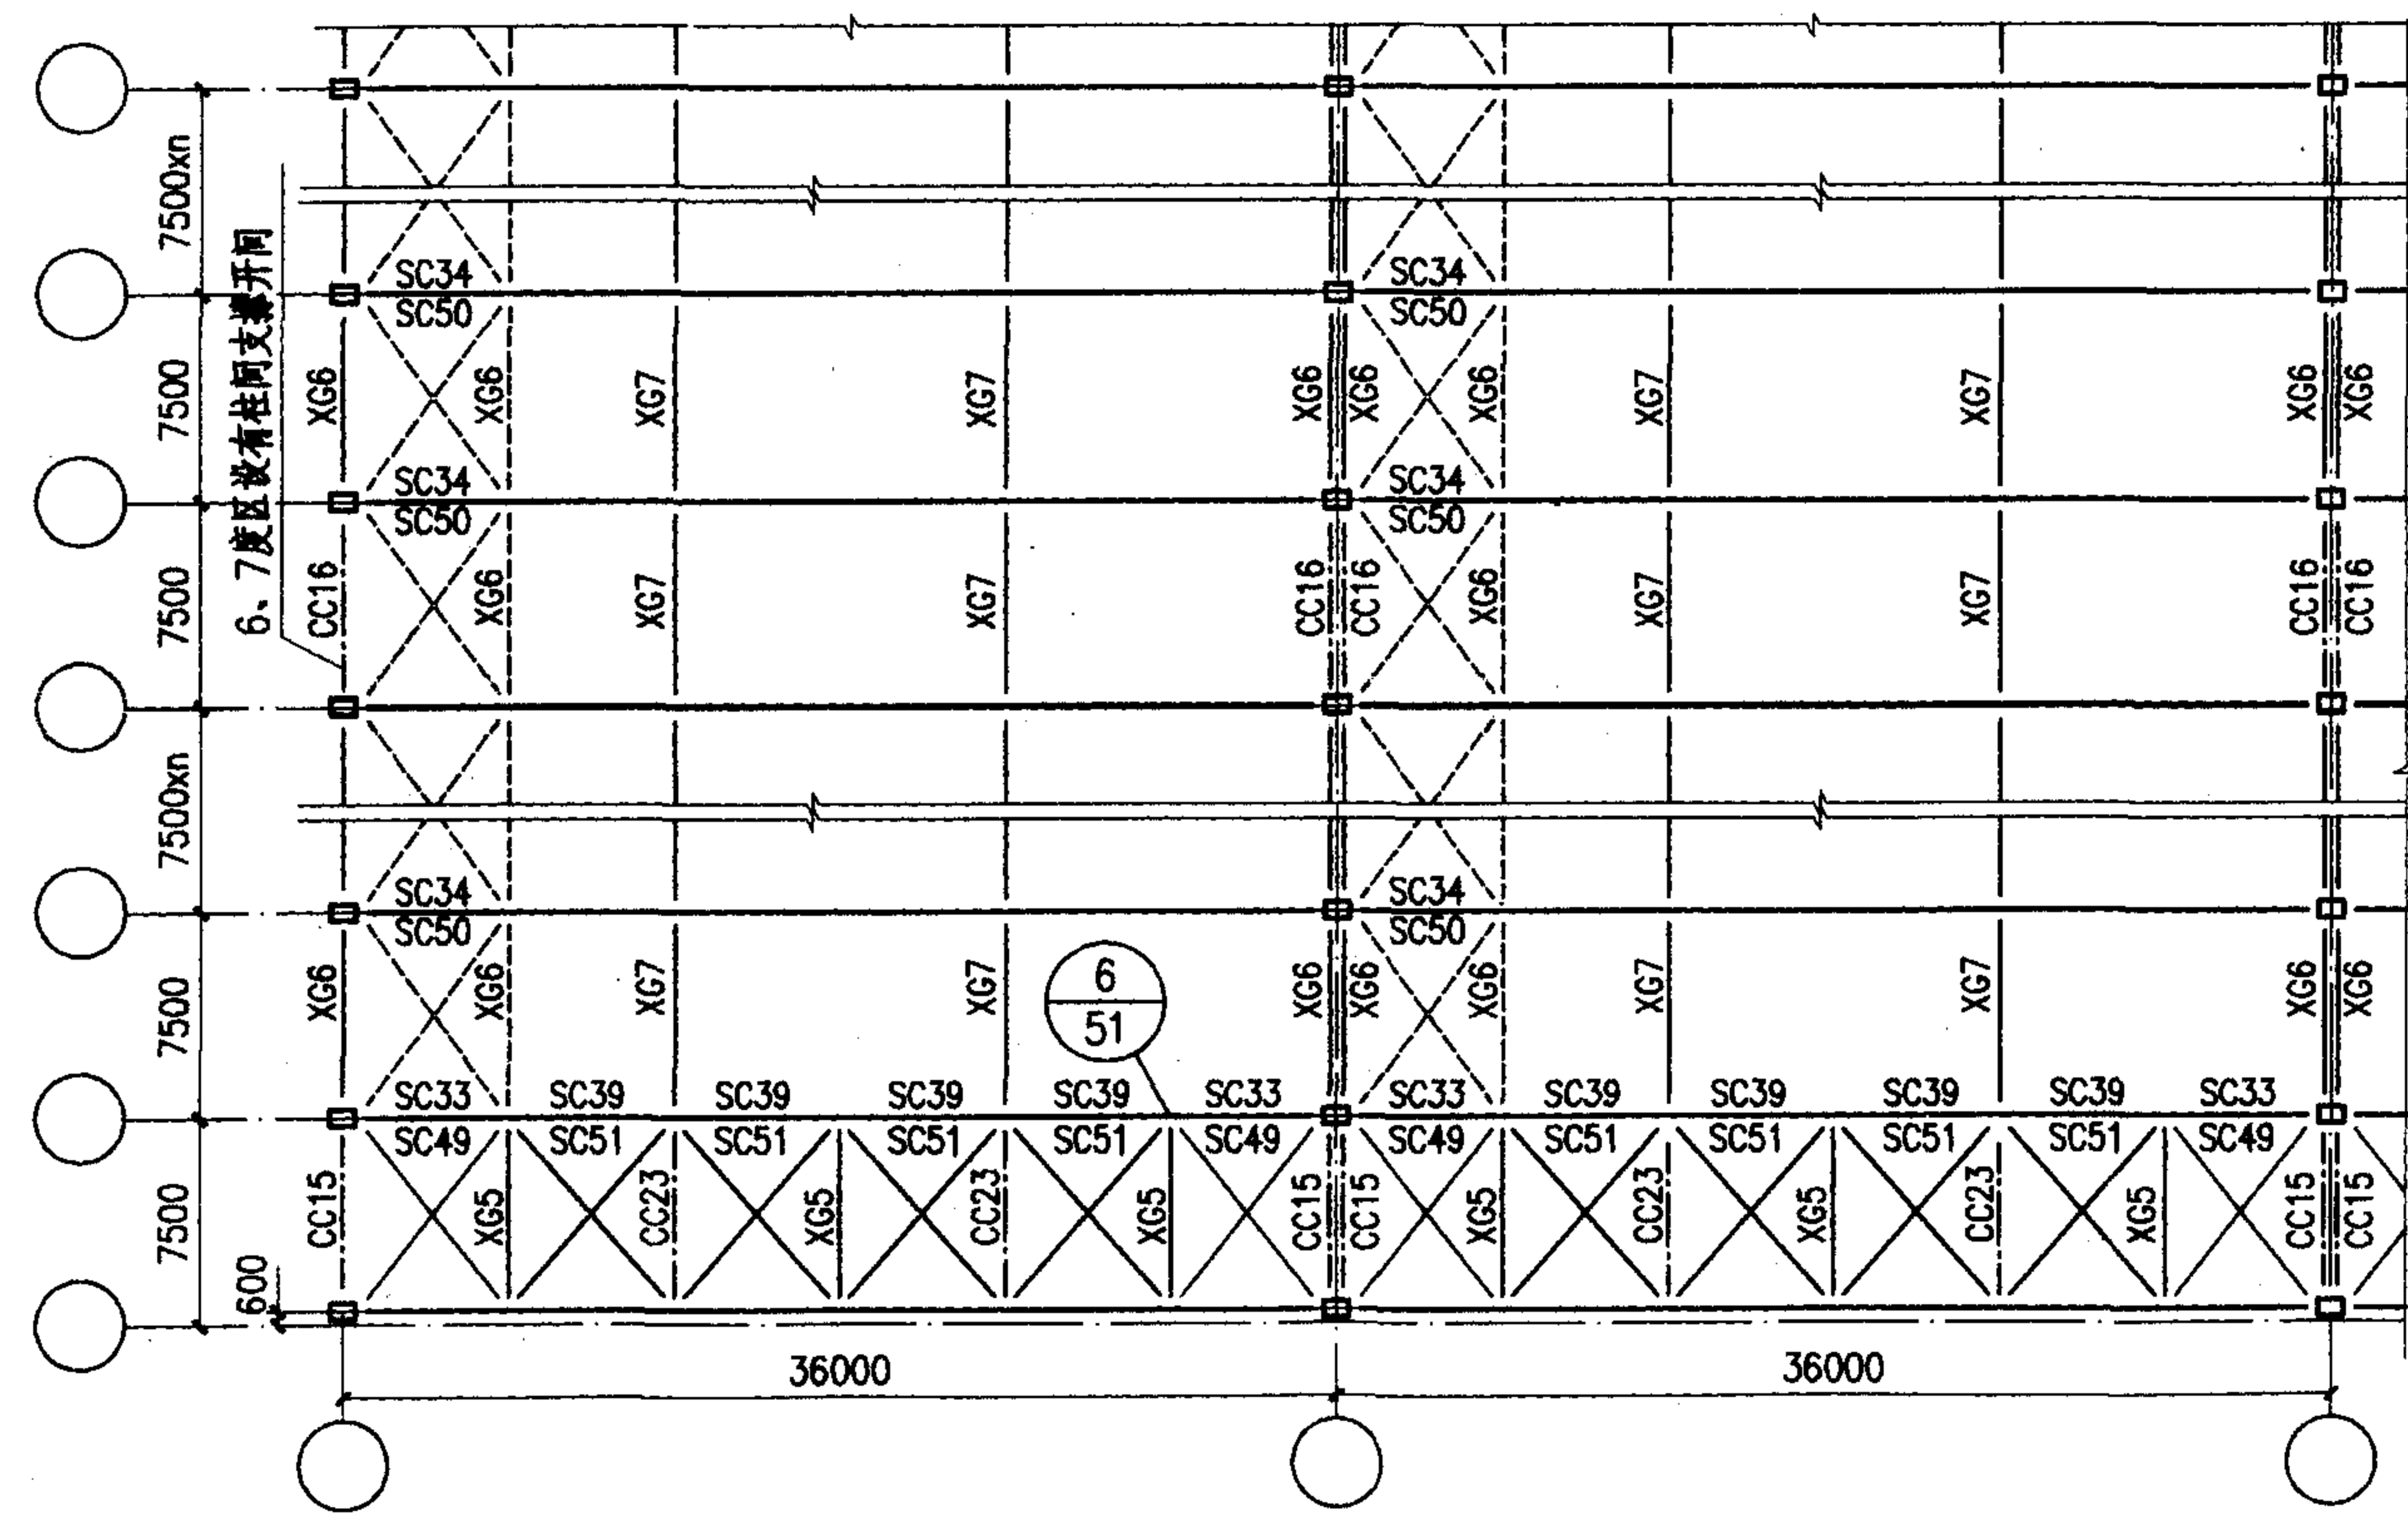 7500xn
6、7度区设有柱间支撑开间
SC34 SC34
SC50 SC50
7500 XG6 XG6 XG7 XG7 XG6 XG6 XG6 XG7 XG7 XG6 XG6
SC34 SC34
SC50 SC50
7500 CC16 XG6 XG7 XG7 CC16 CC16 XG6 XG7 XG7 CC16 CC16
7500xn
SC34 SC34
SC50 SC50
7500 XG6 XG6 XG7 XG7 XG6 XG6 XG6 XG7 XG7 XG6 XG6
6
51
SC33 SC39 SC39 SC39 SC39 SC33 SC33 SC39 SC39 SC39 SC39 SC33
SC49 SC51 SC51 SC51 SC51 SC49 SC49 SC51 SC51 SC51 SC51 SC49
7500 CC15 XG5 CC23 XG5 CC23 XG5 CC15 CC15 XG5 CC23 XG5 CC23 XG5 CC15 CC15
600
36000 36000